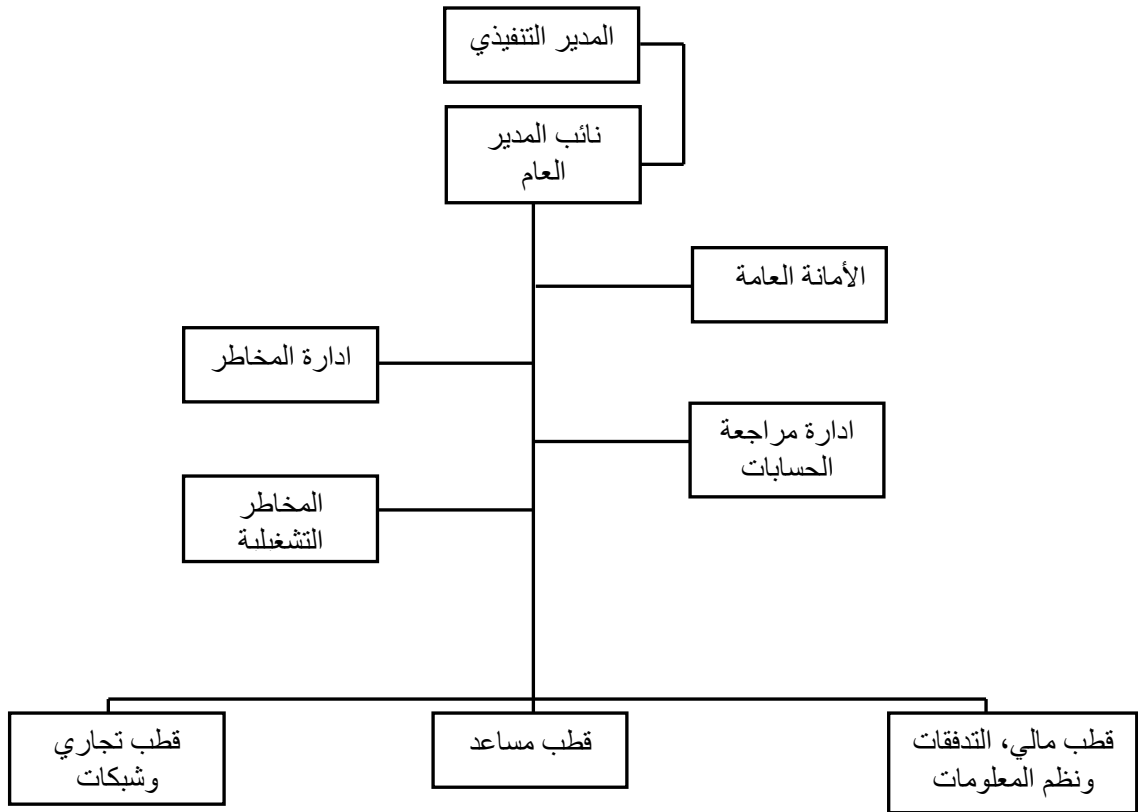 المدير التنفيذي
نائب المدير
العام
الأمانة العامة
ادارة المخاطر
ادارة مراجعة
الحسابات
المخاطر
التشغيلية
قطب مالي، التدفقات
ونظم المعلومات
قطب مساعد
قطب تجاري
وشبكات